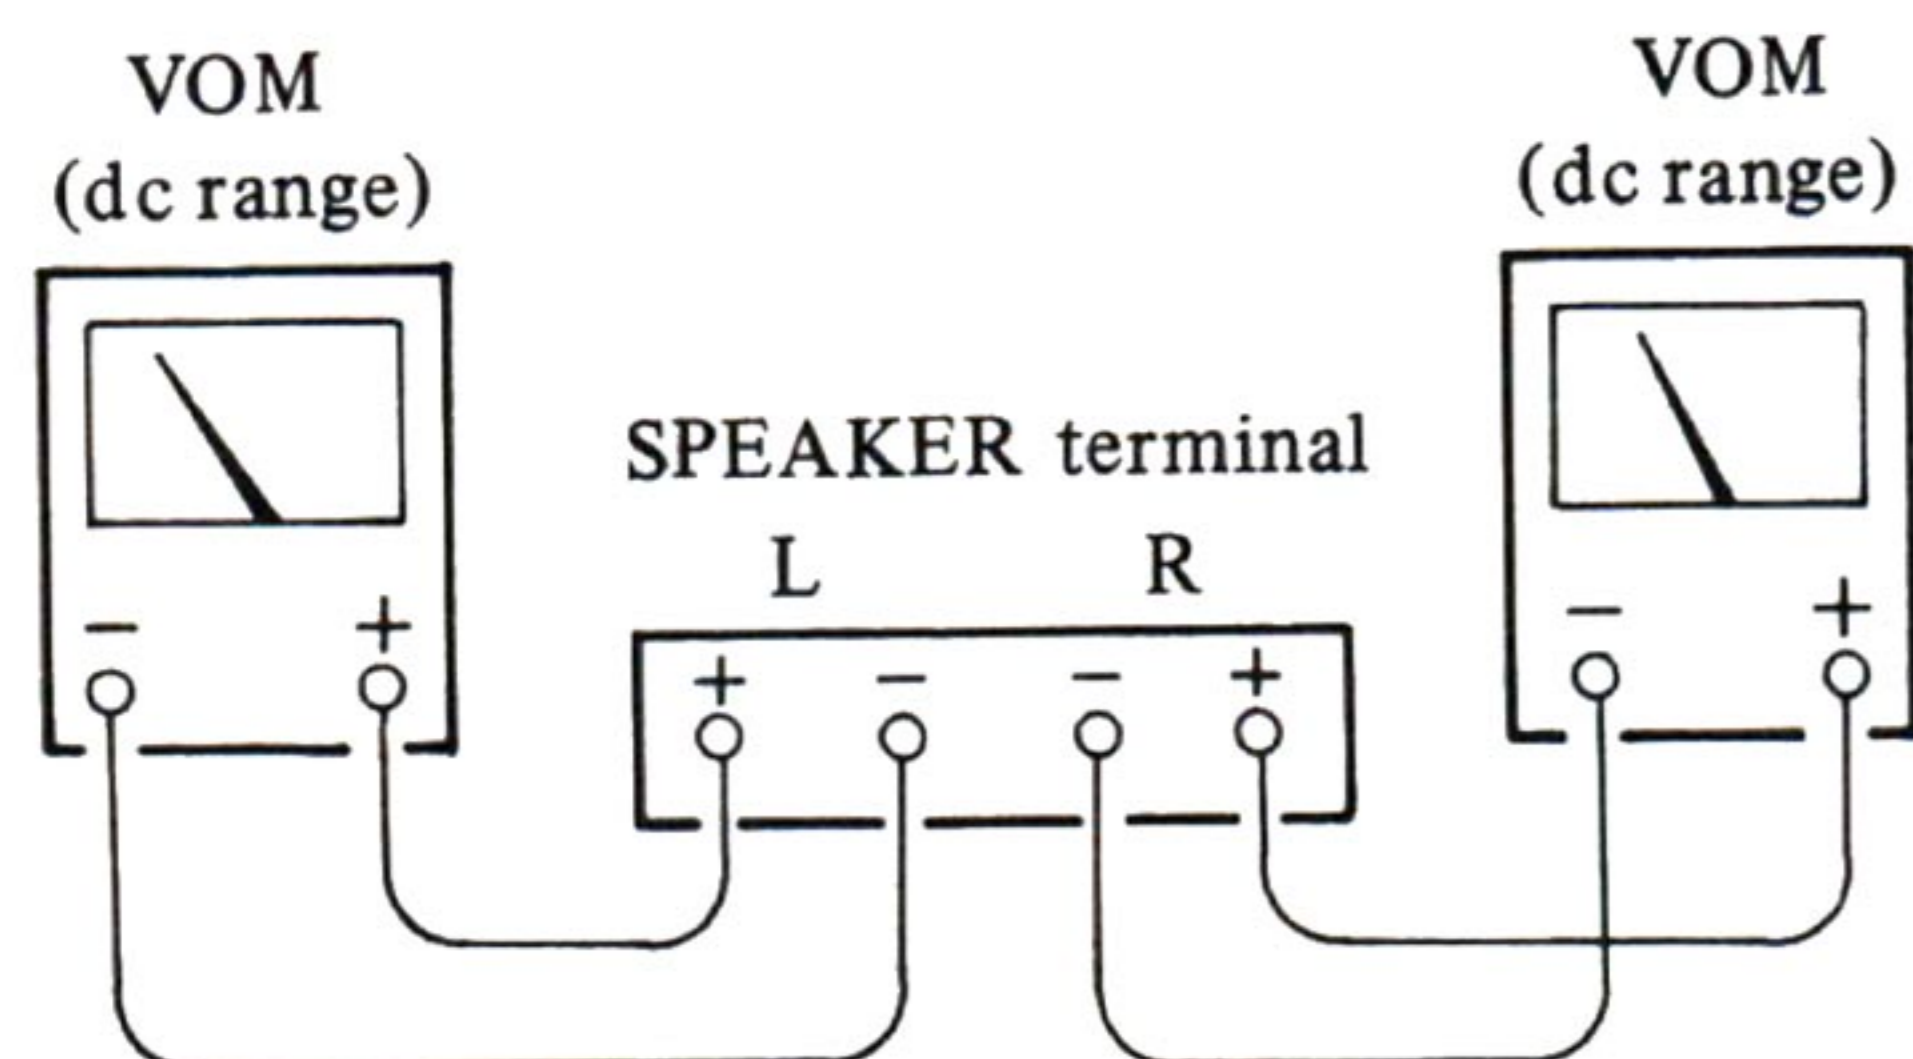 VOM
(dc range)
VOM
(dc range)
SPEAKER terminal
L R
− +
+ − − +
− +